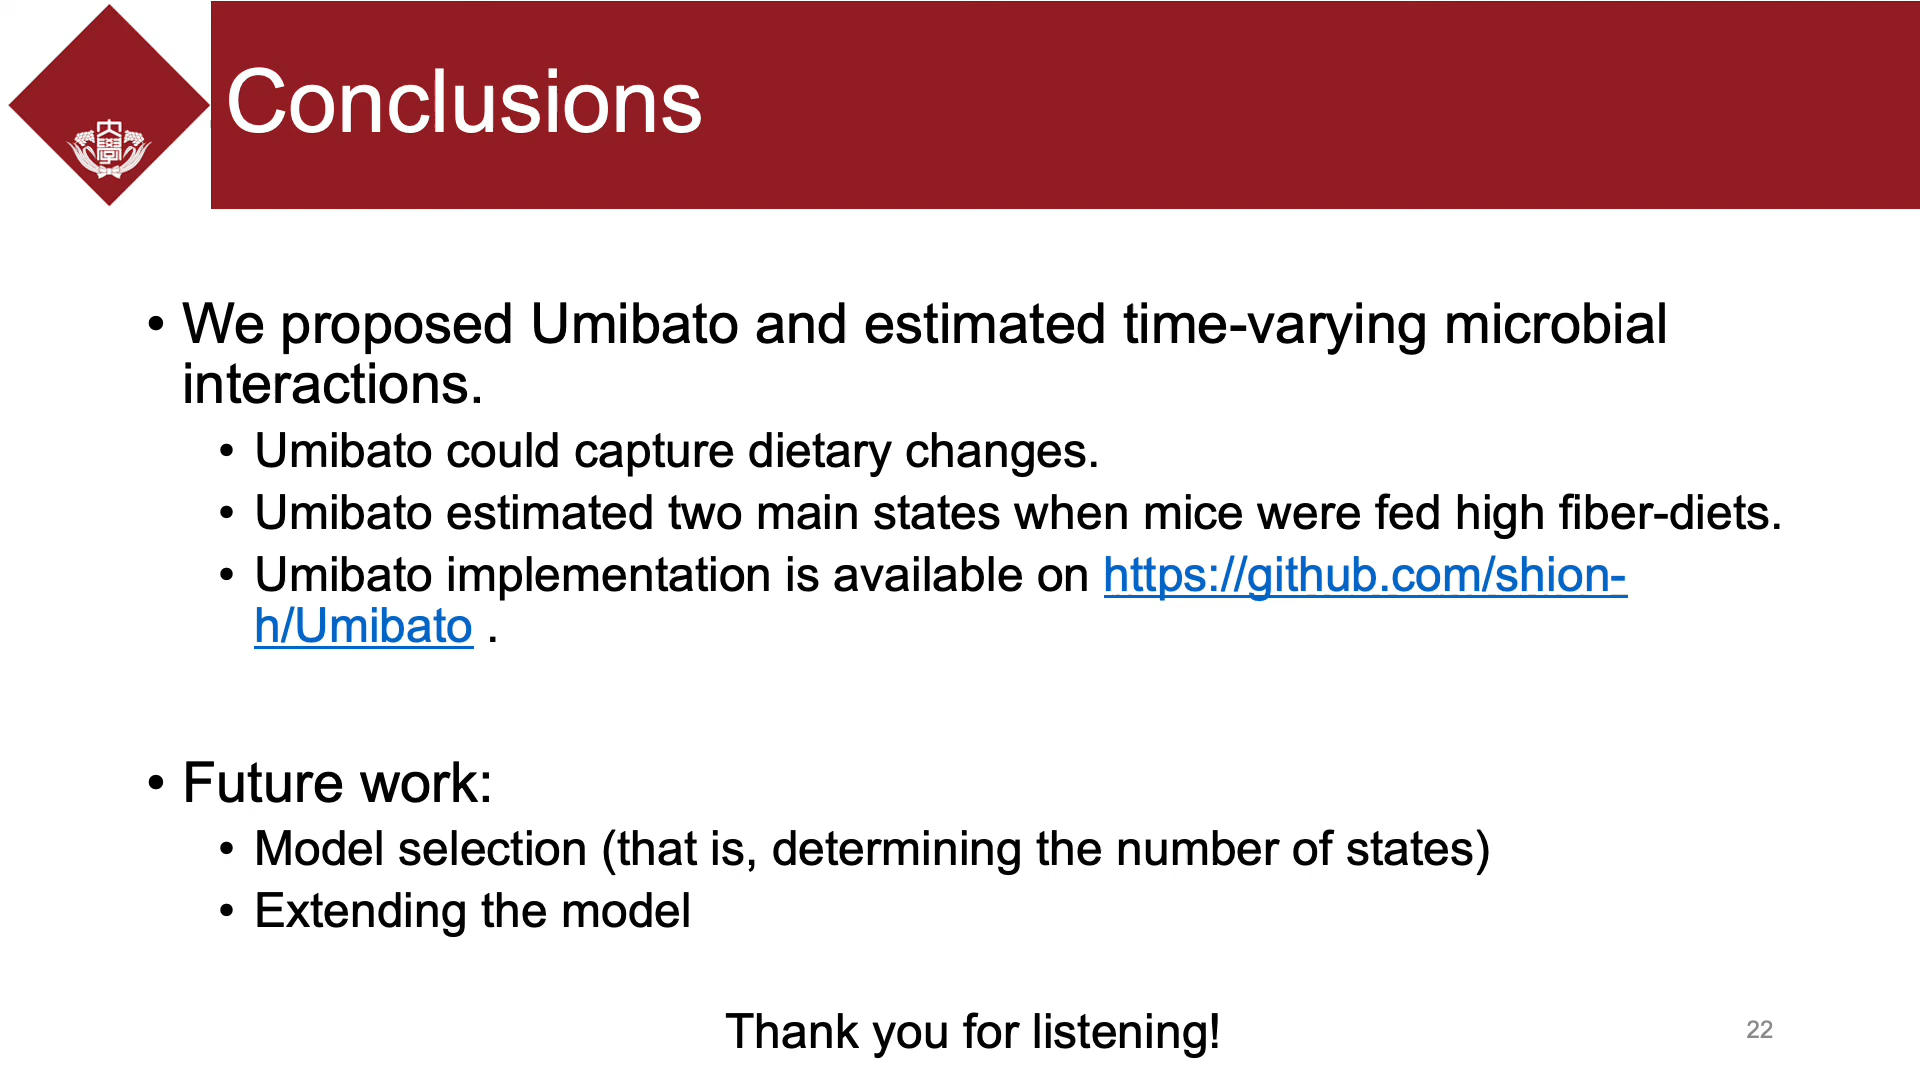 Conclusions
• We proposed Umibato and estimated time-varying microbial
interactions.
• Umibato could capture dietary changes.
• Umibato estimated two main states when mice were fed high fiber-diets.
• Umibato implementation is available on https://github.com/shion-
h/Umibato .
• Future work:
• Model selection (that is, determining the number of states)
• Extending the model
Thank you for listening!
22